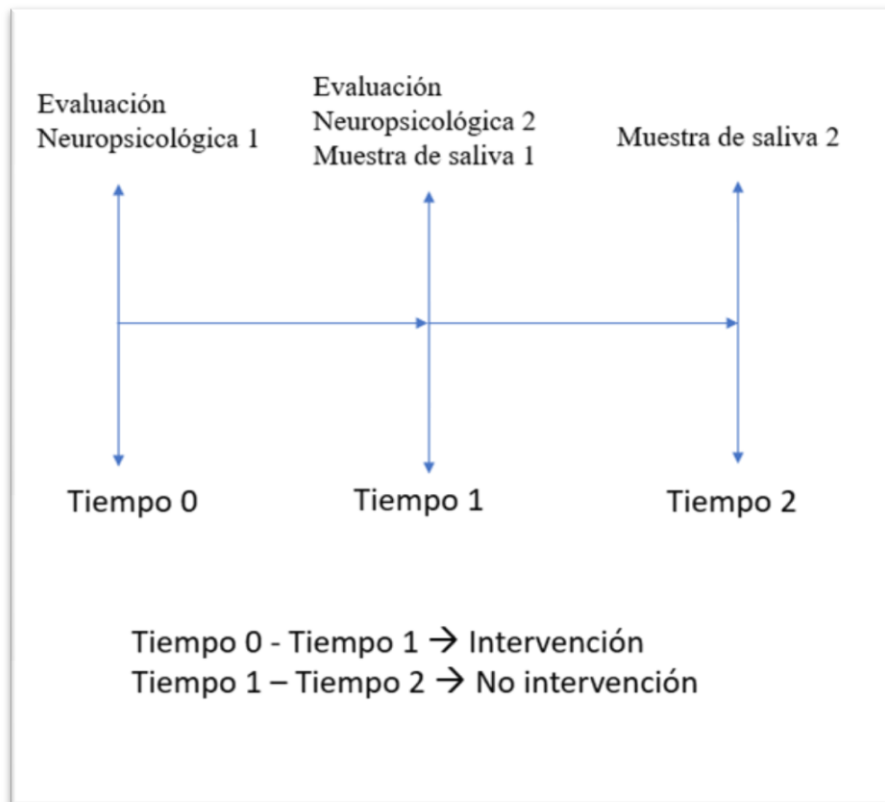 Evaluación
Neuropsicológica 1
Evaluación
Neuropsicológica 2
Muestra de saliva 1
Muestra de saliva 2
Tiempo 0
Tiempo 1
Tiempo 2
Tiempo 0 - Tiempo 1 → Intervención
Tiempo 1 – Tiempo 2 → No intervención